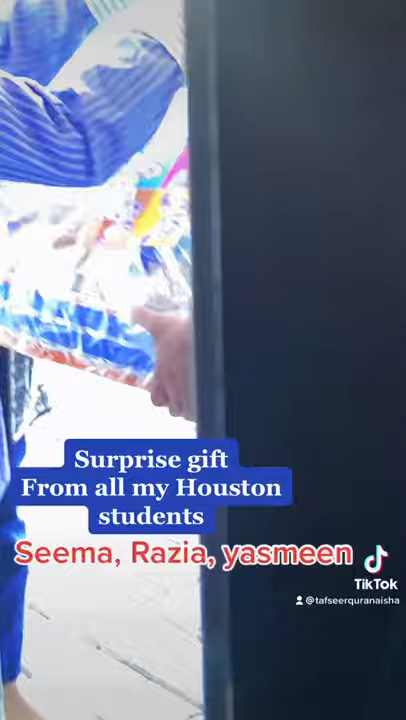 Surprise gift
From all my Houston
students
Seema, Razia, yasmeen
TikTok
@tafseerquranaisha